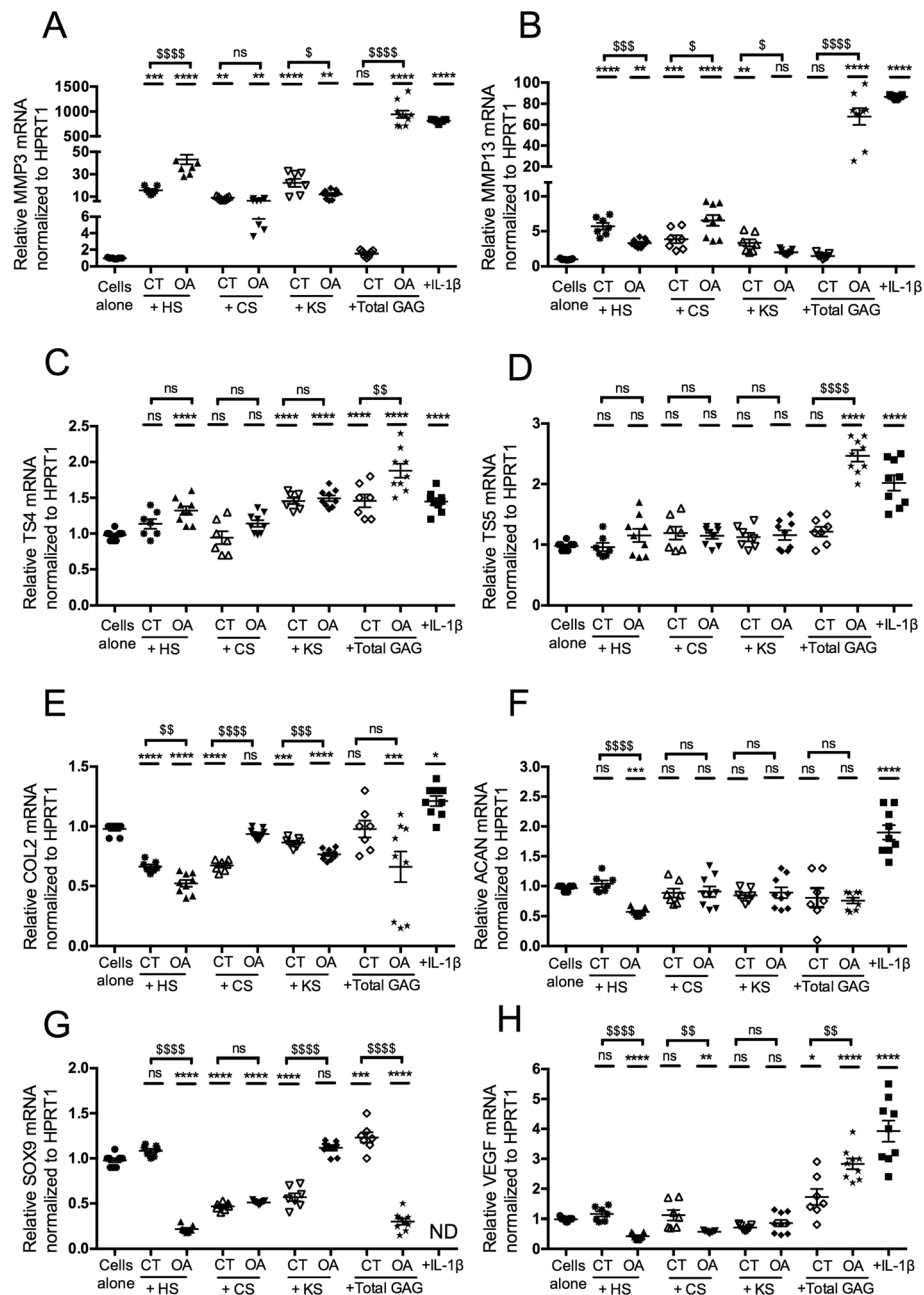 A
$$$$ ns $ $$$$
*** **** ** ** **** ** ns **** ****
Relative MMP3 mRNA
normalized to HPRT1
1500
1000
500
50
30
10
6
4
2
0
Cells
alone
CT OA CT OA CT OA CT OA +IL-1β
+ HS + CS + KS +Total GAG
B
$$$ $ $ $$$$
**** ** *** **** ** ns ns **** ****
Relative MMP13 mRNA
normalized to HPRT1
100
80
60
40
20
10
5
0
Cells
alone
CT OA CT OA CT OA CT OA +IL-1β
+ HS + CS + KS +Total GAG
C
ns ns ns $$
ns **** ns ns **** **** **** **** ****
Relative TS4 mRNA
normalized to HPRT1
2.5
2.0
1.5
1.0
0.5
0.0
Cells
alone
CT OA CT OA CT OA CT OA +IL-1β
+ HS + CS + KS +Total GAG
D
ns ns ns $$$$
ns ns ns ns ns ns ns **** ****
Relative TS5 mRNA
normalized to HPRT1
3
2
1
0
Cells
alone
CT OA CT OA CT OA CT OA +IL-1β
+ HS + CS + KS +Total GAG
E
$$ $$$$ $$$ ns
**** **** **** ns *** **** ns *** *
Relative COL2 mRNA
normalized to HPRT1
1.5
1.0
0.5
0.0
Cells
alone
CT OA CT OA CT OA CT OA +IL-1β
+ HS + CS + KS +Total GAG
F
$$$$ ns ns ns
ns *** ns ns ns ns ns ns ****
Relative ACAN mRNA
normalized to HPRT1
3.0
2.5
2.0
1.5
1.0
0.5
0.0
Cells
alone
CT OA CT OA CT OA CT OA +IL-1β
+ HS + CS + KS +Total GAG
G
$$$$ ns $$$$ $$$$
ns **** **** **** **** ns *** ****
Relative SOX9 mRNA
normalized to HPRT1
2.0
1.5
1.0
0.5
0.0
ND
Cells
alone
CT OA CT OA CT OA CT OA +IL-1β
+ HS + CS + KS +Total GAG
H
$$$$ $$ ns $$
ns **** ns ** ns ns * **** ****
Relative VEGF mRNA
normalized to HPRT1
6
5
4
3
2
1
0
Cells
alone
CT OA CT OA CT OA CT OA +IL-1β
+ HS + CS + KS +Total GAG